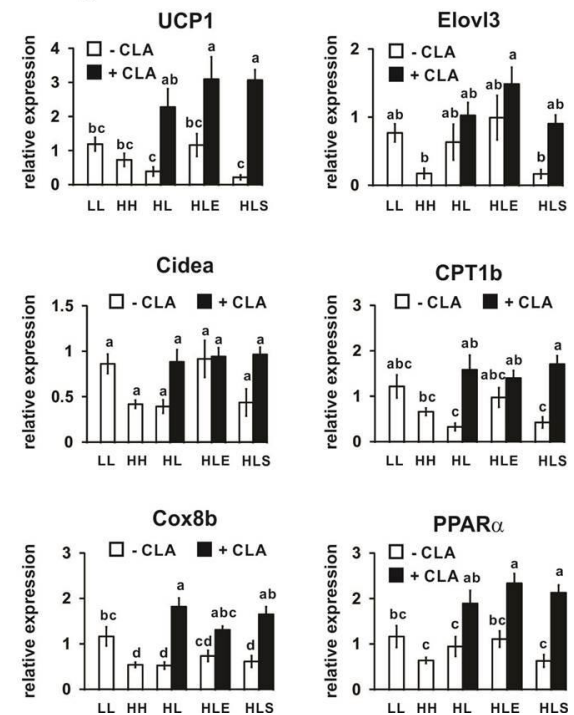 UCP1
relative expression
4
3
2
1
0
- CLA
+ CLA
bc
bc
c
ab
bc
a
c
a
LL HH HL HLE HLS
Elovl3
relative expression
2
1
0
- CLA
+ CLA
ab
b
ab
ab
ab
a
b
ab
LL HH HL HLE HLS
Cidea
relative expression
1.5
1
0.5
0
- CLA + CLA
a
a
a
a
a
a
a
a
LL HH HL HLE HLS
CPT1b
relative expression
3
2
1
0
- CLA + CLA
abc
bc
c
ab
abc
ab
c
a
LL HH HL HLE HLS
Cox8b
relative expression
3
2
1
0
- CLA + CLA
bc
d
d
a
cd
abc
d
ab
LL HH HL HLE HLS
PPARα
relative expression
3
2
1
0
- CLA
+ CLA
bc
c
c
ab
bc
a
c
a
LL HH HL HLE HLS